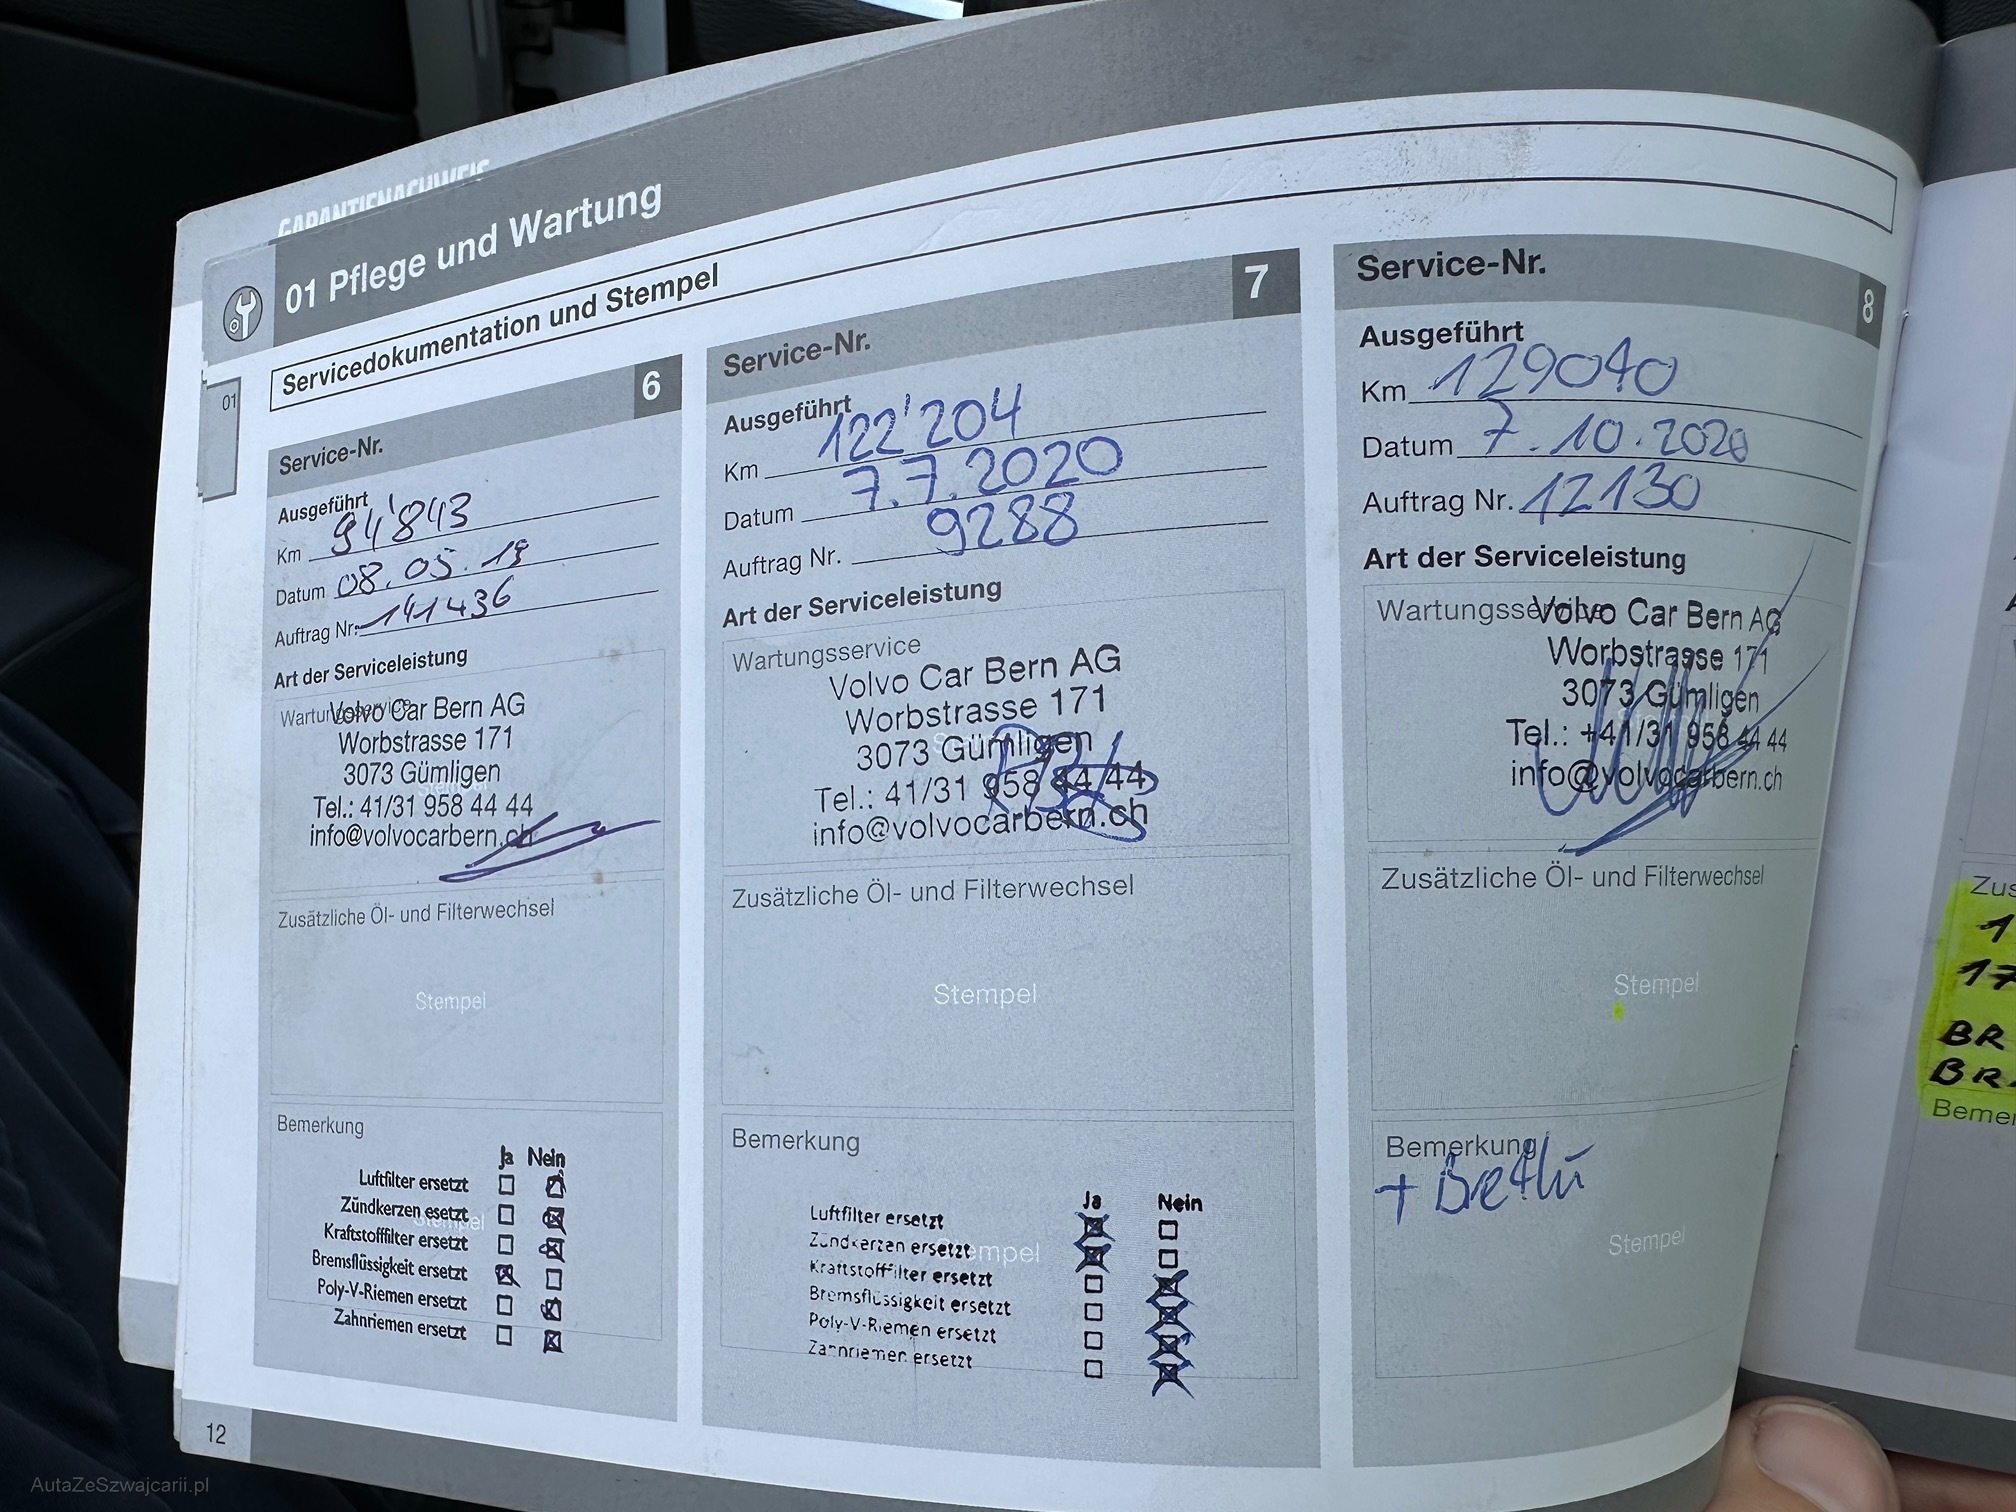 GARANTIENACHWEIS
01 Pflege und Wartung
Servicedokumentation und Stempel
01
Service-Nr. 6
Ausgeführt
Km 94'843
Datum 08.05.19
Auftrag Nr. 141436
Art der Serviceleistung
Wartungsservice
Volvo Car Bern AG
Worbstrasse 171
3073 Gümligen
Tel.: 41/31 958 44 44
info@volvocarbern.ch
Zusätzliche Öl- und Filterwechsel
Stempel
Bemerkung
Ja Nein
Luftfilter ersetzt
Zündkerzen esetzt
Stempel
Kraftstofffilter ersetzt
Bremsflüssigkeit ersetzt
Poly-V-Riemen ersetzt
Zahnriemen ersetzt
12
Service-Nr. 7
Ausgeführt
Km 122'204
Datum 7.7.2020
Auftrag Nr. 9288
Art der Serviceleistung
Wartungsservice
Volvo Car Bern AG
Worbstrasse 171
3073 Gümligen
Tel.: 41/31 958 44 44
info@volvocarbern.ch
Zusätzliche Öl- und Filterwechsel
Stempel
Bemerkung
Ja Nein
Luftfilter ersetzt
Zündkerzen ersetzt
Stempel
Kraftstofffilter ersetzt
Bremsflüssigkeit ersetzt
Poly-V-Riemen ersetzt
Zahnriemen ersetzt
Service-Nr. 8
Ausgeführt
Km 129040
Datum 7.10.2020
Auftrag Nr. 12130
Art der Serviceleistung
Wartungsservice
Volvo Car Bern AG
Worbstrasse 171
3073 Gümligen
Tel.: +41/31 958 44 44
info@volvocarbern.ch
Zusätzliche Öl- und Filterwechsel
Stempel
Bemerkung
+
Stempel
Zus
1
17
BR
BR
Bemer
AutaZeSzwajcarii.pl